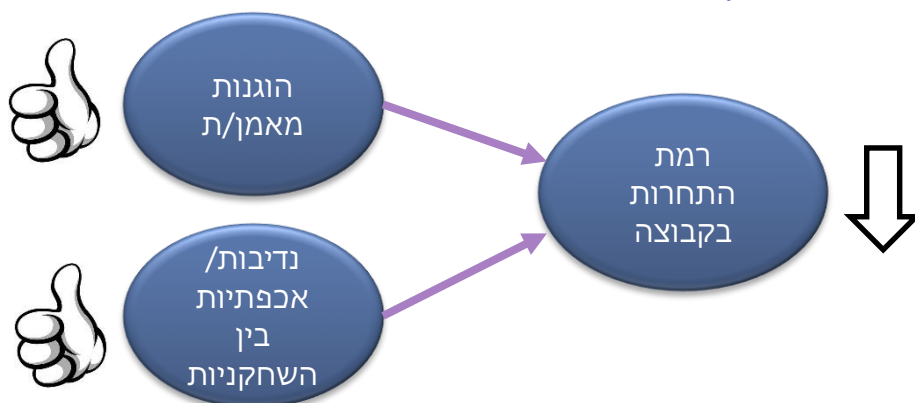 הוגנות
מאמן/ת
רמת
התחרות
בקבוצה
נדיבות/
אכפתיות
בין
השחקניות